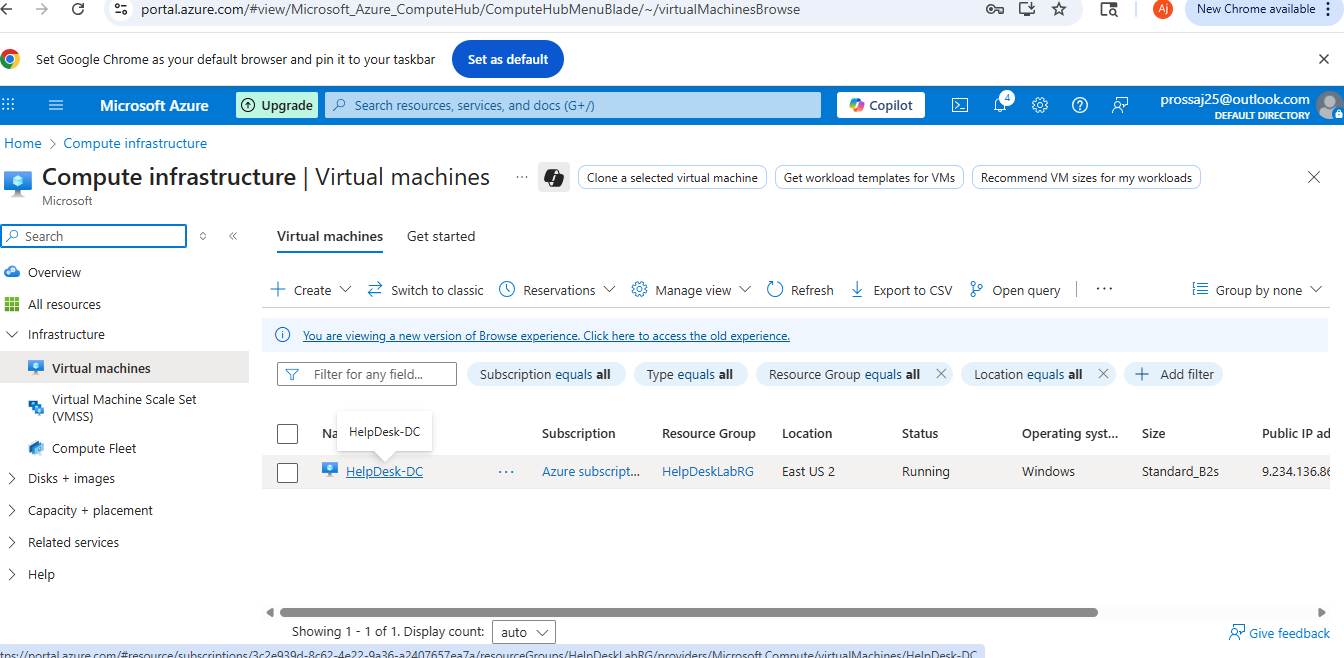 portal.azure.com/#view/Microsoft_Azure_ComputeHub/ComputeHubMenuBlade/~/virtualMachinesBrowse
Aj
New Chrome available
Set Google Chrome as your default browser and pin it to your taskbar
Set as default
Microsoft Azure
Upgrade
Search resources, services, and docs (G+/)
Copilot
4
prossaj25@outlook.com
DEFAULT DIRECTORY
Home > Compute infrastructure
Compute infrastructure | Virtual machines
...
Clone a selected virtual machine
Get workload templates for VMs
Recommend VM sizes for my workloads
Microsoft
Search
Virtual machines
Get started
Overview
All resources
Infrastructure
Virtual machines
Virtual Machine Scale Set
(VMSS)
Compute Fleet
Disks + images
Capacity + placement
Related services
Help
Create
Switch to classic
Reservations
Manage view
Refresh
Export to CSV
Open query
...
Group by none
You are viewing a new version of Browse experience. Click here to access the old experience.
Filter for any field...
Subscription equals all
Type equals all
Resource Group equals all
Location equals all
Add filter
HelpDesk-DC
Na
Subscription
Resource Group
Location
Status
Operating syst...
Size
Public IP ad
HelpDesk-DC
...
Azure subscript...
HelpDeskLabRG
East US 2
Running
Windows
Standard_B2s
9.234.136.86
Showing 1 - 1 of 1. Display count:
auto
Give feedback
tps://portal.azure.com/#resource/subscriptions/3c2e939d-8c62-4e22-9a36-a2407657ea7a/resourceGroups/HelpDeskLabRG/providers/Microsoft.Compute/virtualMachines/HelpDesk-DC